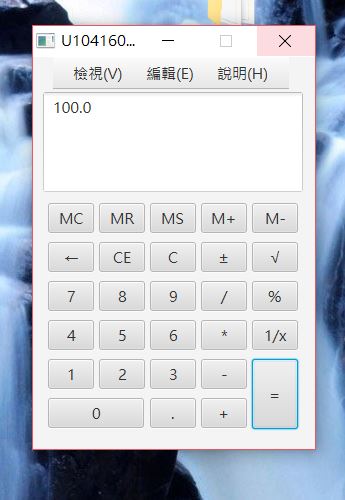 U104160...
檢視(V) 編輯(E) 說明(H)
100.0
MC MR MS M+ M-
← CE C ± √
7 8 9 / %
4 5 6 * 1/x
1 2 3 - =
0 . +